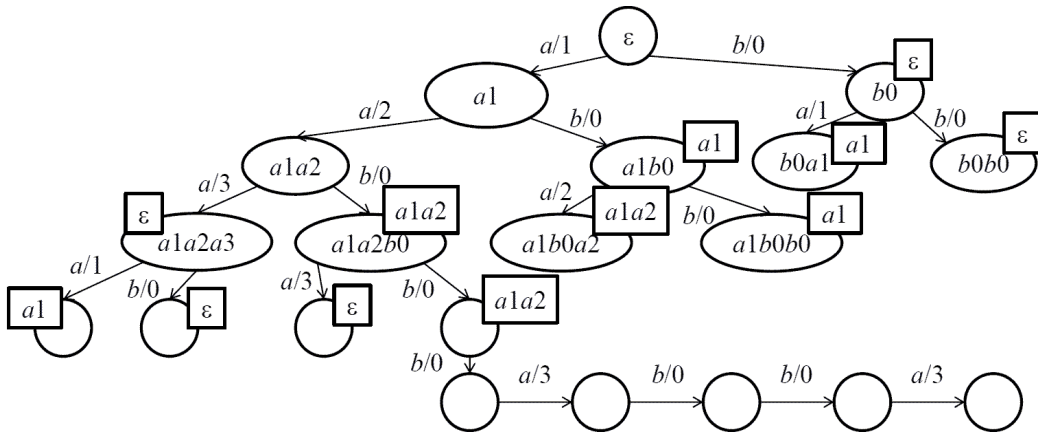 ε
a/1
b/0
ε
a1
b0
a/2
b/0
a/1
b/0
a1
a1
ε
a1a2
a1b0
b0a1
b0b0
a/3
b/0
a/2
b/0
ε
a1a2
a1a2
a1
a1a2a3
a1a2b0
a1b0a2
a1b0b0
a/1
b/0
a/3
b/0
a1
ε
ε
a1a2
b/0
a/3
b/0
b/0
a/3